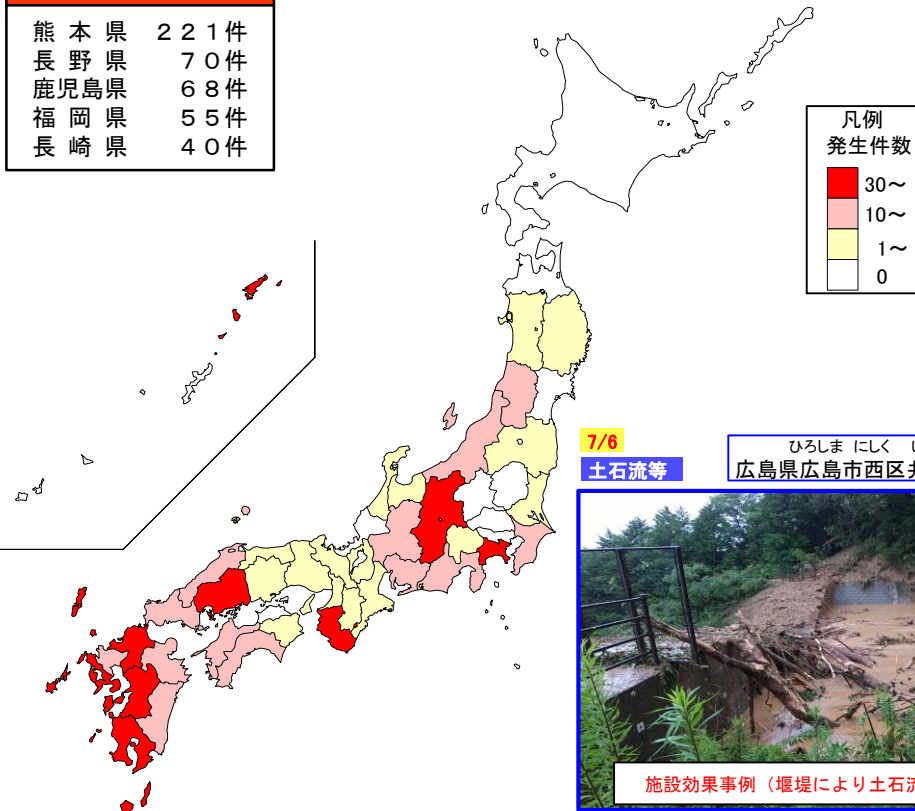 熊 本 県 ２２１件
長 野 県 ７０件
鹿児島県 ６８件
福 岡 県 ５５件
長 崎 県 ４０件
凡例
発生件数
30～
10～
1～
0
7/6
土石流等
ひろしま にしく
広島県広島市西区
施設効果事例（堰堤により土石流